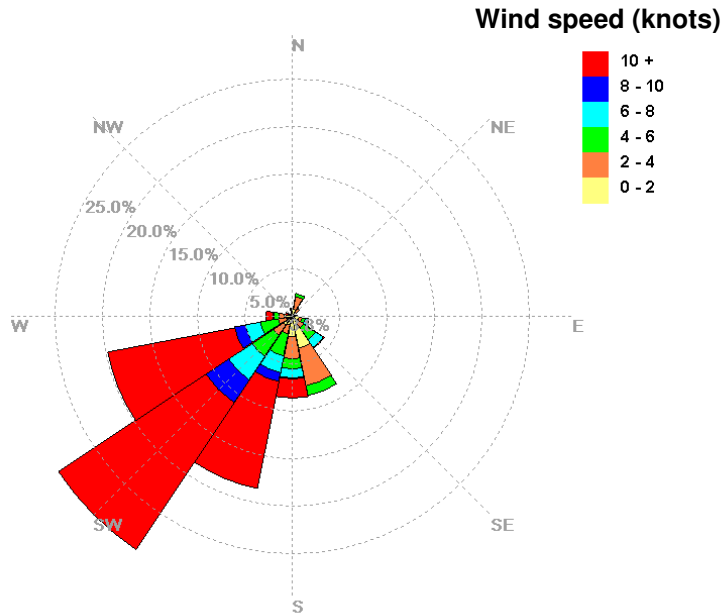 Wind speed (knots)
10 +
8 - 10
6 - 8
4 - 6
2 - 4
0 - 2
N
NW
NE
25.0%
20.0%
15.0%
10.0%
5.0%
W
E
SW
SE
S